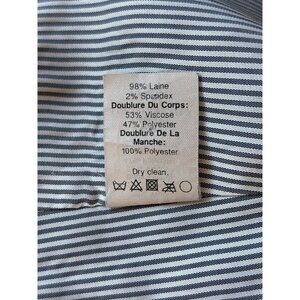 98% Laine
2% Spandex
Doublure Du Corps:
53% Viscose
47% Polyester
Doublure De La
Manche:
100% Polyester
Dry clean.